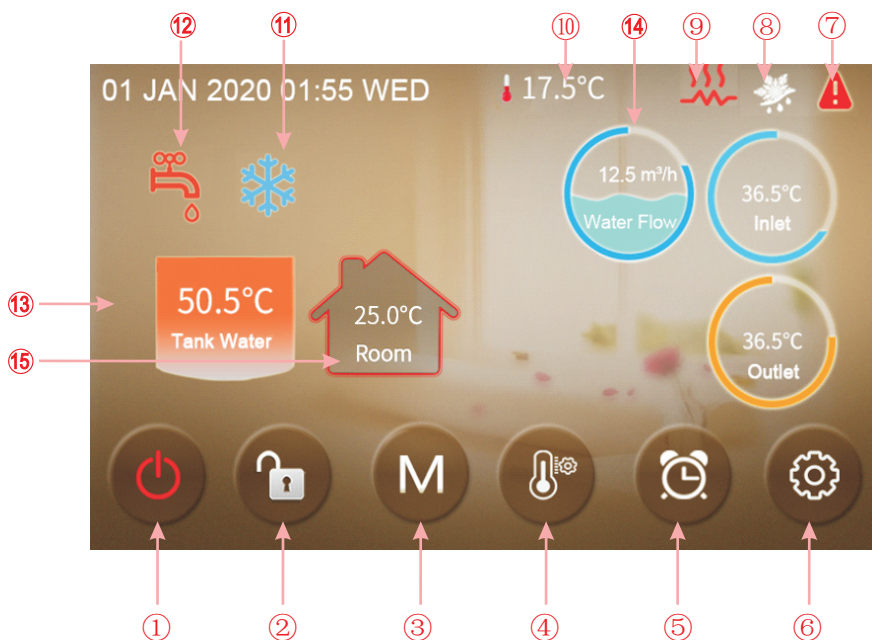 ⑫ ⑪ ⑩ ⑭ ⑨ ⑧ ⑦
01 JAN 2020 01:55 WED
17.5°C
12.5 m³/h
Water Flow
36.5°C
Inlet
⑬
50.5°C
Tank Water
25.0°C
Room
⑮
36.5°C
Outlet
M
① ② ③ ④ ⑤ ⑥